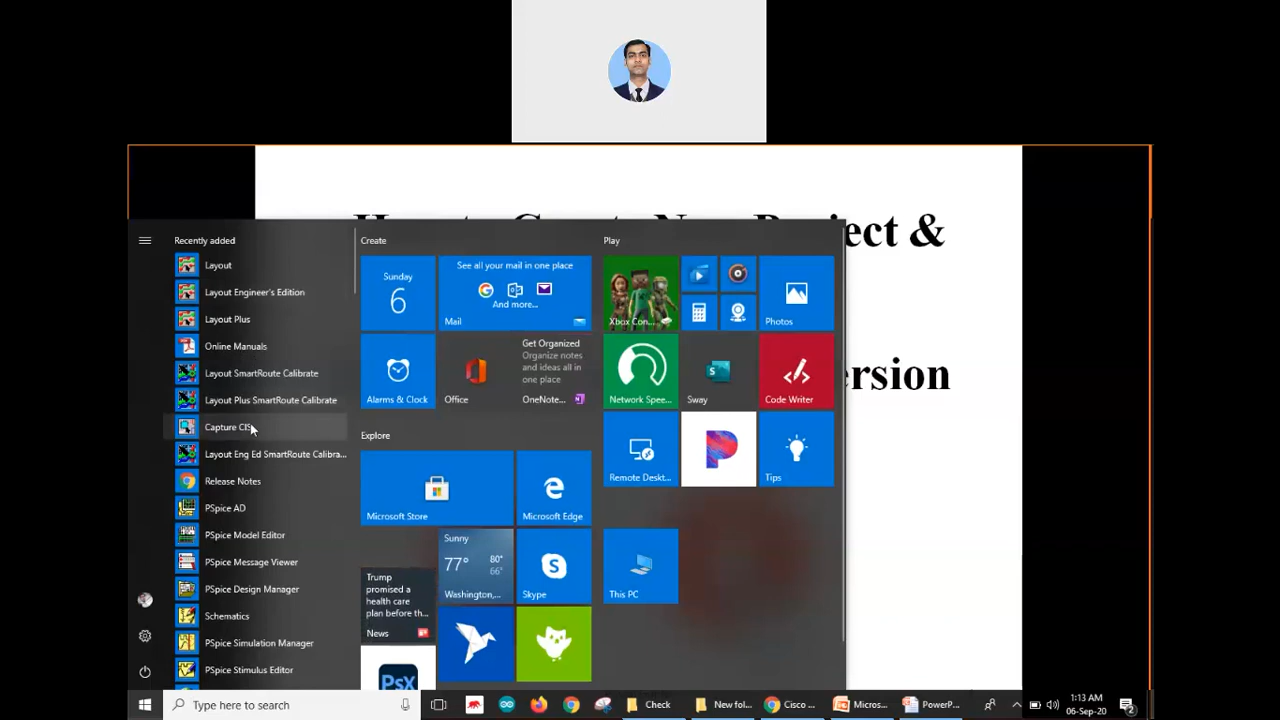 ect &
ersion
Recently added
Layout
Layout Engineer's Edition
Layout Plus
Online Manuals
Layout SmartRoute Calibrate
Layout Plus SmartRoute Calibrate
Capture CIS
Layout Eng Ed SmartRoute Calibra...
Release Notes
PSpice AD
PSpice Model Editor
PSpice Message Viewer
PSpice Design Manager
Schematics
PSpice Simulation Manager
PSpice Stimulus Editor
Create
Sunday
6
See all your mail in one place
And more...
Mail
Alarms & Clock
Office
Get Organized
Organize notes
and ideas all in
one place
OneNote...
Explore
Microsoft Store
Microsoft Edge
Trump
promised a
health care
plan before th...
News
Sunny
77° 80°
66°
Washington,...
Skype
PsX
Play
Xbox Con...
Photos
Network Spee...
Sway
Code Writer
Remote Deskt...
Tips
This PC
Type here to search
Check
New fol...
Cisco ...
Micros...
PowerP...
1:13 AM
06-Sep-20
2